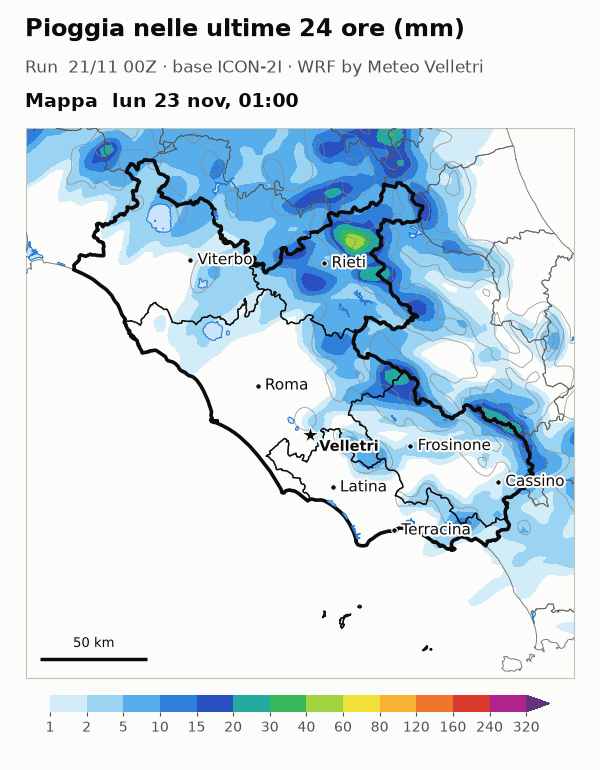 Pioggia nelle ultime 24 ore (mm)
Run 21/11 00Z · base ICON-2I · WRF by Meteo Velletri
Mappa lun 23 nov, 01:00
Viterbo
Rieti
Roma
Velletri
Frosinone
Latina
Cassino
Terracina
50 km
1 2 5 10 15 20 30 40 60 80 120 160 240 320